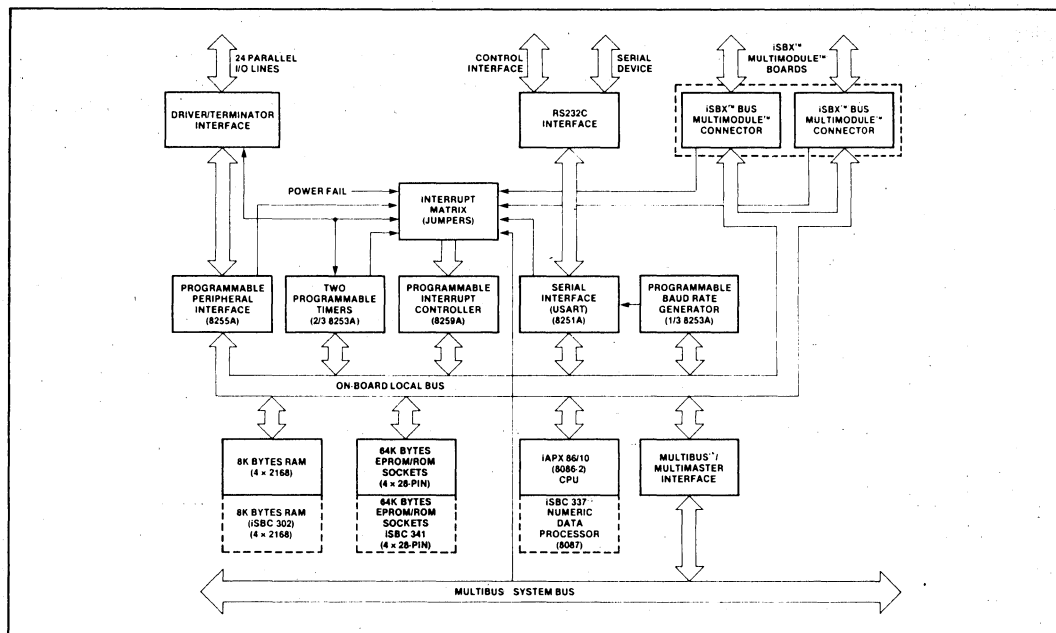 24 PARALLEL
I/O LINES
CONTROL
INTERFACE
SERIAL
DEVICE
iSBX™
MULTIMODULE™
BOARDS
DRIVER/TERMINATOR
INTERFACE
RS232C
INTERFACE
iSBX™ BUS
MULTIMODULE™
CONNECTOR
iSBX™ BUS
MULTIMODULE™
CONNECTOR
POWER FAIL
INTERRUPT
MATRIX
(JUMPERS)
PROGRAMMABLE
PERIPHERAL
INTERFACE
(8255A)
TWO
PROGRAMMABLE
TIMERS
(2/3 8253A)
PROGRAMMABLE
INTERRUPT
CONTROLLER
(8259A)
SERIAL
INTERFACE
(USART)
(8251A)
PROGRAMMABLE
BAUD RATE
GENERATOR
(1/3 8253A)
ON-BOARD LOCAL BUS
8K BYTES RAM
(4 × 2168)
64K BYTES
EPROM/ROM
SOCKETS
(4 × 28-PIN)
iAPX 86/10
(8086-2)
CPU
MULTIBUS™/
MULTIMASTER
INTERFACE
8K BYTES RAM
(iSBC 302)
(4 × 2168)
64K BYTES
EPROM/ROM
SOCKETS
iSBC 341
(4 × 28-PIN)
iSBC 337
NUMERIC
DATA
PROCESSOR
(8087)
MULTIBUS SYSTEM BUS